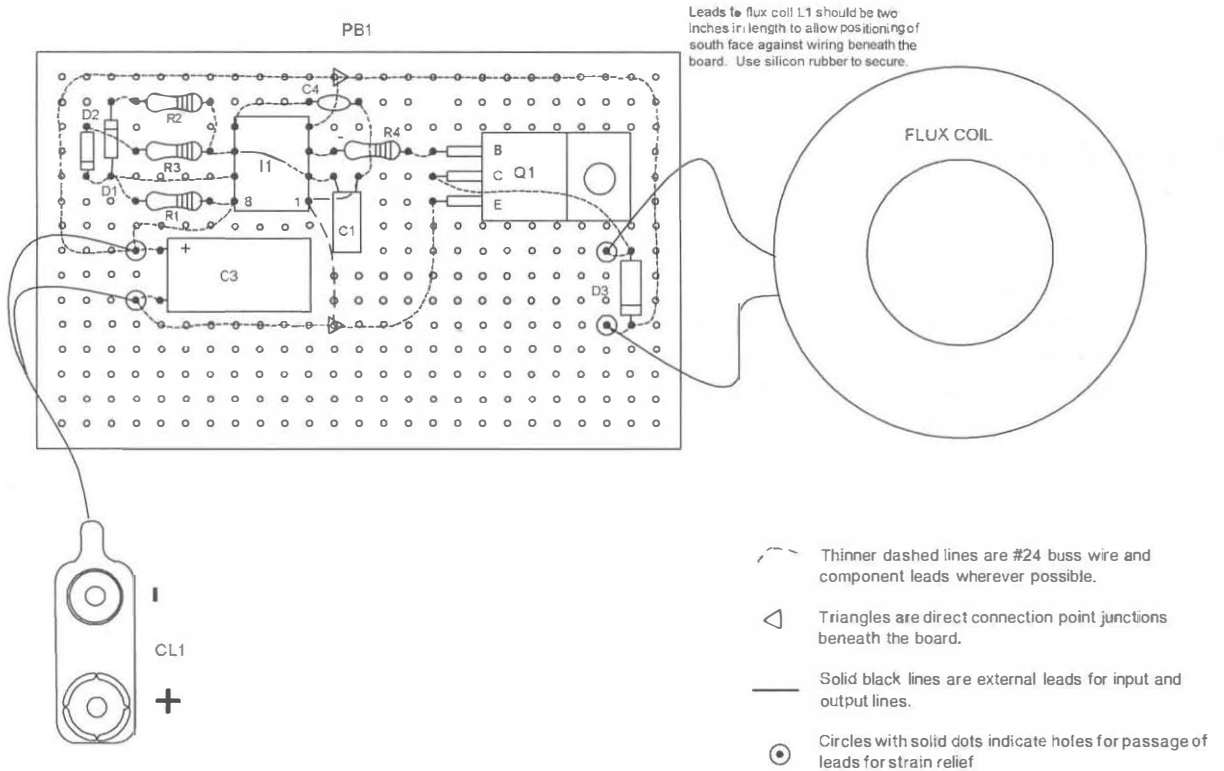 Leads to flux coil L1 should be two
inches in length to allow positioning of
south face against wiring beneath the
board. Use silicon rubber to secure.
PB1
FLUX COIL
C4
D2
R2
R4
R3
I1
B
C
E
Q1
D1
R1
8
1
C1
+
C3
D3
-
-
CL1
+
Thinner dashed lines are #24 buss wire and
component leads wherever possible.
Triangles are direct connection point junctions
beneath the board.
Solid black lines are external leads for input and
output lines.
Circles with solid dots indicate holes for passage of
leads for strain relief